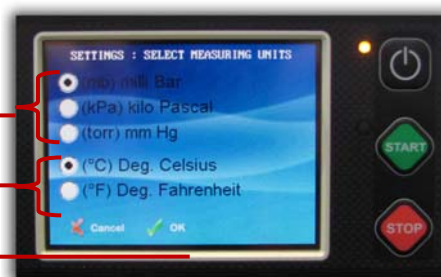 SETTINGS : SELECT MEASURING UNITS
(mb) milli Bar
(kPa) kilo Pascal
(torr) mm Hg
(°C) Deg. Celsius
(°F) Deg. Fahrenheit
Cancel OK
START
STOP